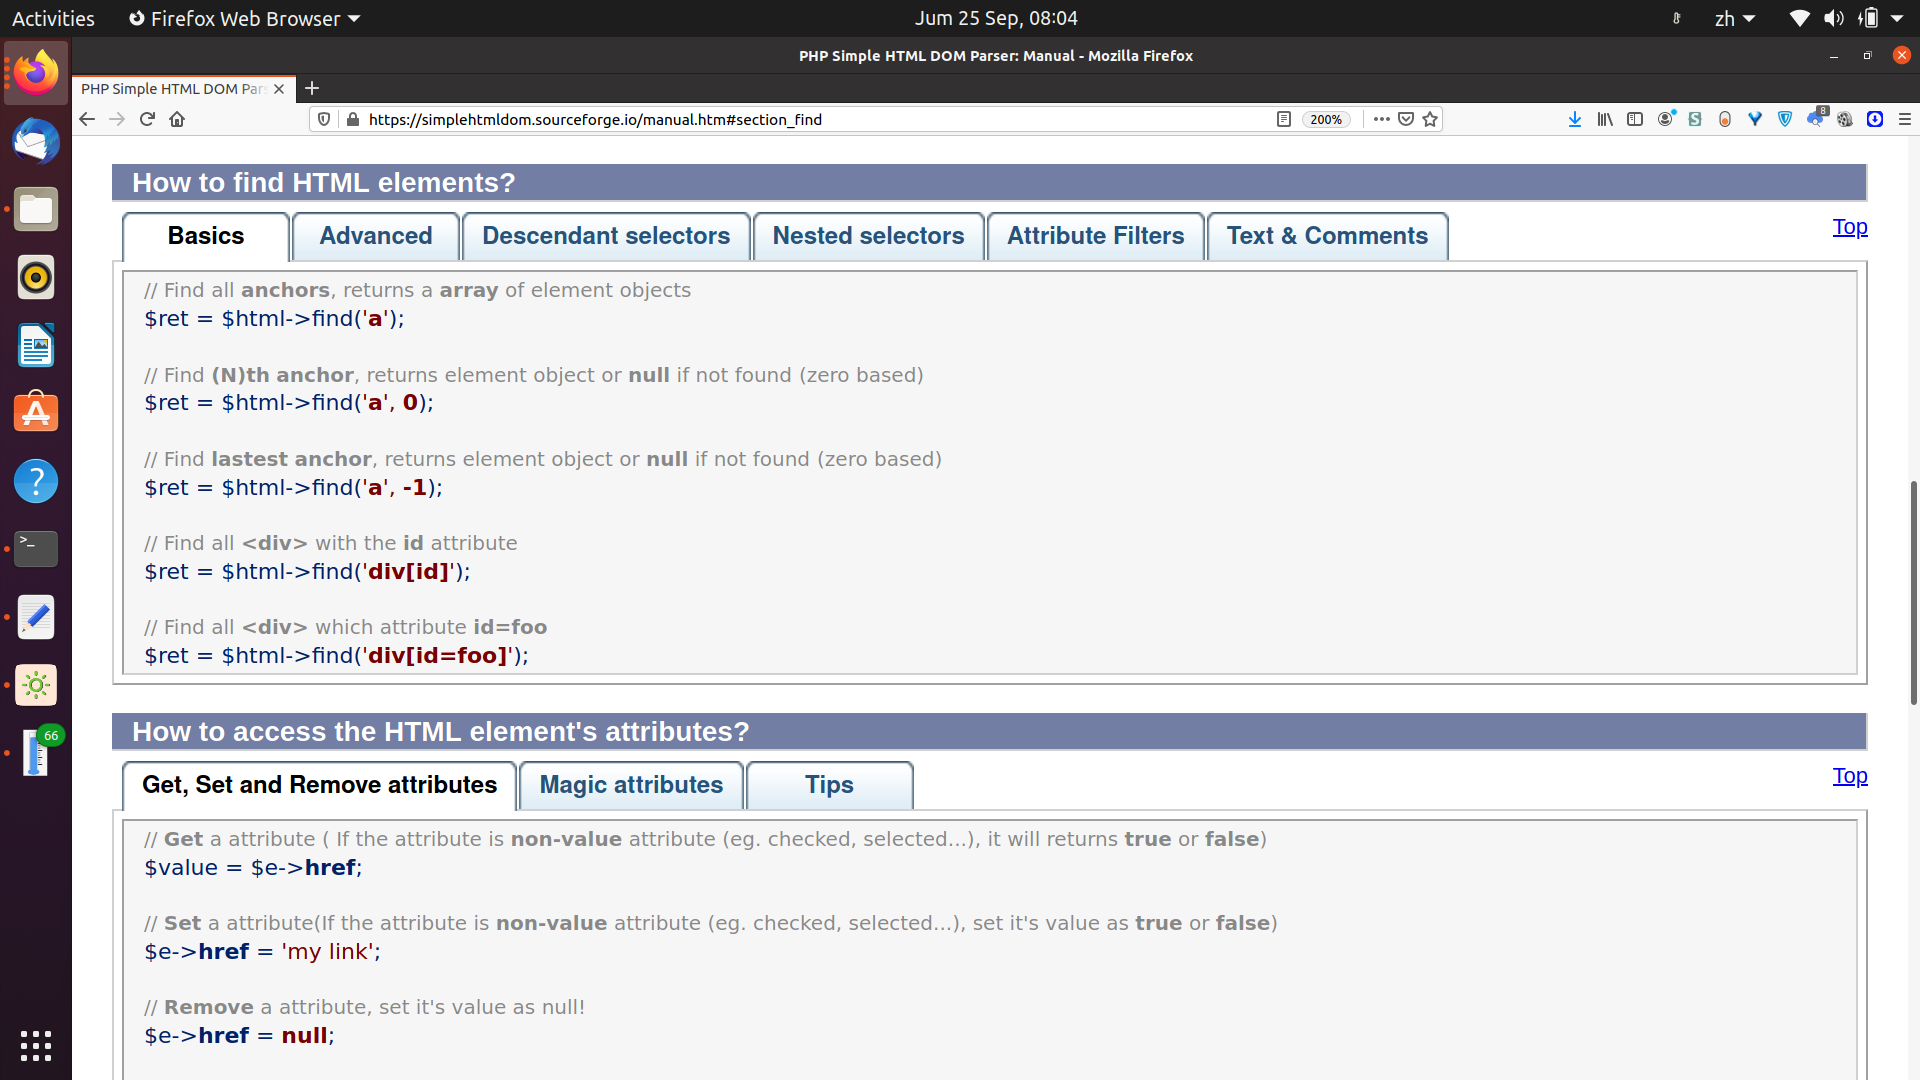 Activities
Firefox Web Browser
Jum 25 Sep, 08:04
zh
PHP Simple HTML DOM Parser: Manual - Mozilla Firefox
PHP Simple HTML DOM Par
https://simplehtmldom.sourceforge.io/manual.htm#section_find
200%
8
How to find HTML elements?
Basics
Advanced
Descendant selectors
Nested selectors
Attribute Filters
Text & Comments
Top
// Find all anchors, returns a array of element objects
$ret = $html->find('a');
// Find (N)th anchor, returns element object or null if not found (zero based)
$ret = $html->find('a', 0);
// Find lastest anchor, returns element object or null if not found (zero based)
$ret = $html->find('a', -1);
// Find all <div> with the id attribute
$ret = $html->find('div[id]');
// Find all <div> which attribute id=foo
$ret = $html->find('div[id=foo]');
How to access the HTML element's attributes?
Get, Set and Remove attributes
Magic attributes
Tips
Top
// Get a attribute ( If the attribute is non-value attribute (eg. checked, selected...), it will returns true or false)
$value = $e->href;
// Set a attribute(If the attribute is non-value attribute (eg. checked, selected...), set it's value as true or false)
$e->href = 'my link';
// Remove a attribute, set it's value as null!
$e->href = null;
66